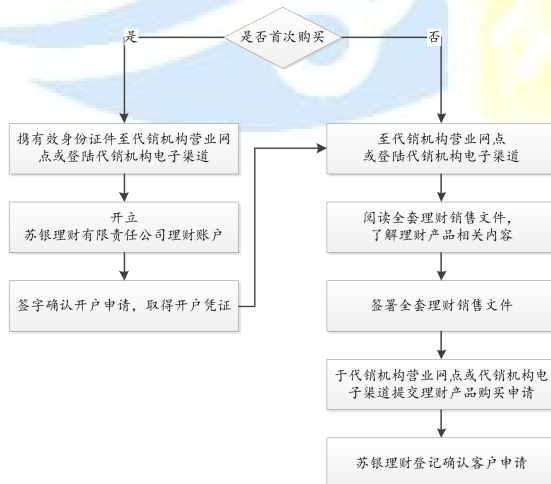 是否首次购买
是
否
携有效身份证件至代销机构营业网
点或登陆代销机构电子渠道
开立
苏银理财有限责任公司理财账户
签字确认开户申请，取得开户凭证
至代销机构营业网点
或登陆代销机构电子渠道
阅读全套理财销售文件，
了解理财产品相关内容
签署全套理财销售文件
于代销机构营业网点或代销机构电
子渠道提交理财产品购买申请
苏银理财登记确认客户申请